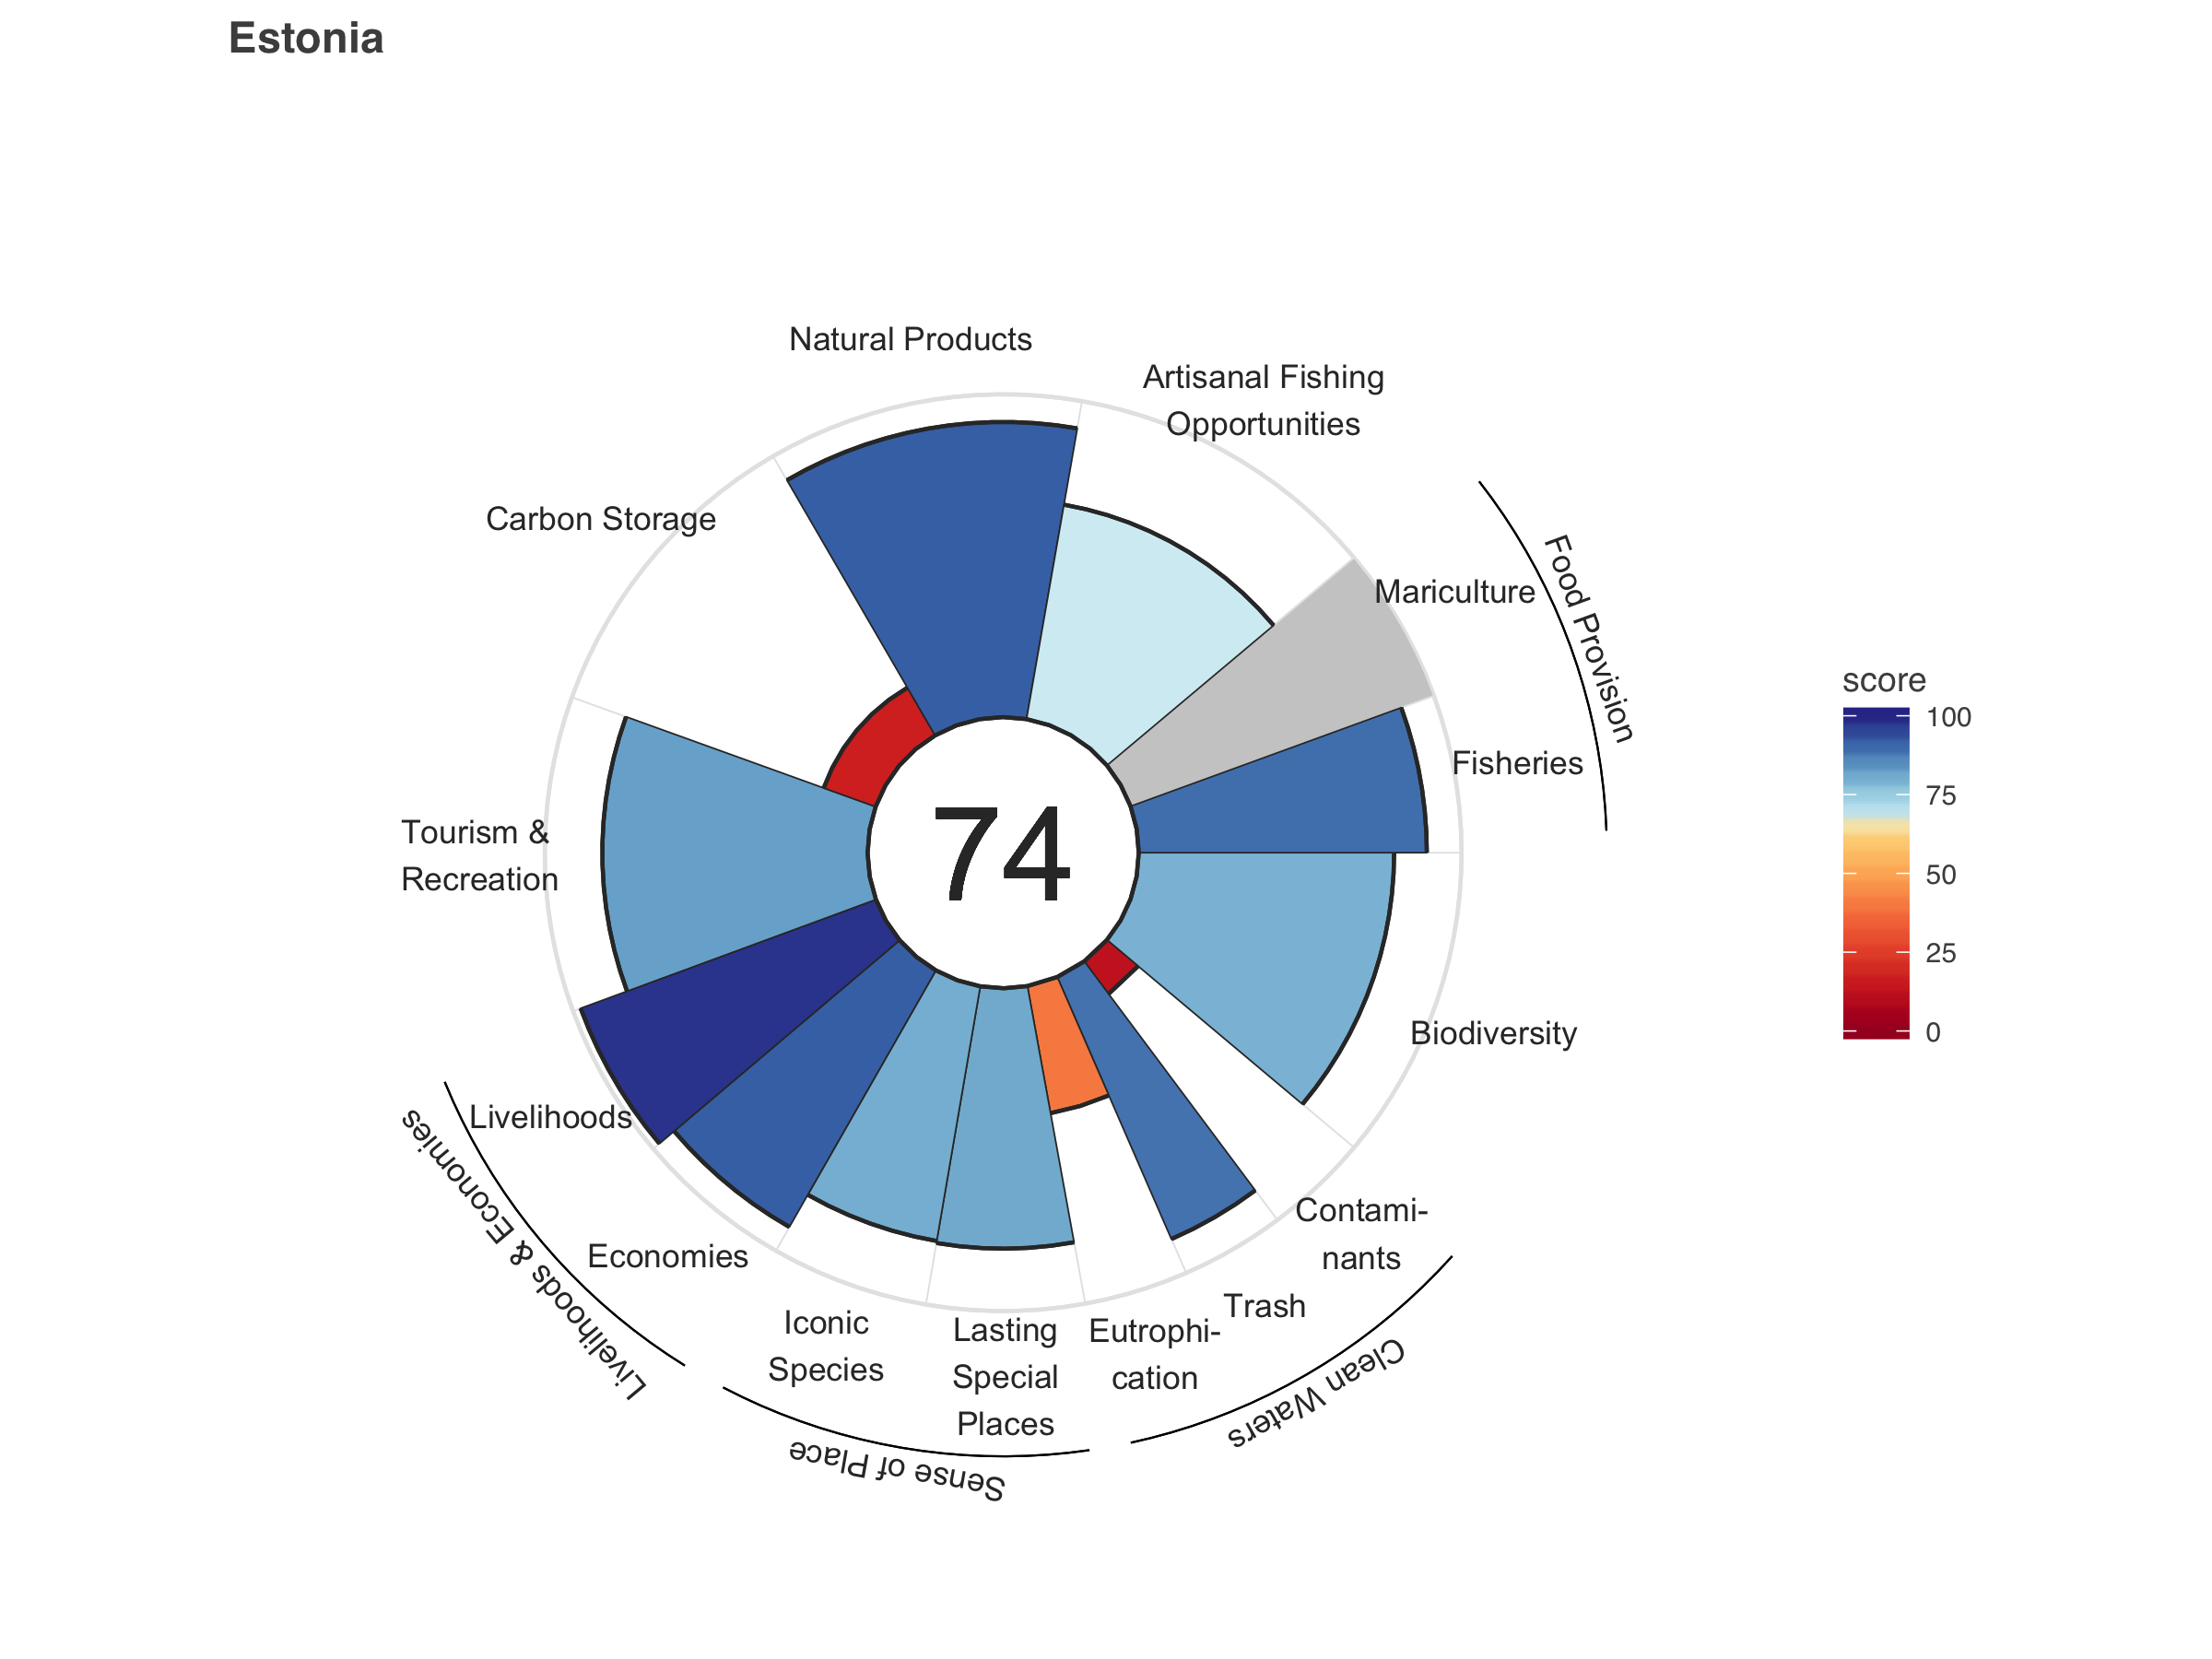 Estonia
Natural Products
Artisanal Fishing
Opportunities
Carbon Storage
Mariculture
Food Provision
Fisheries
score
100
75
50
25
0
74
Tourism &
Recreation
Biodiversity
Livelihoods
Livelihoods & Economies
Economies
Contami-
nants
Trash
Clean Waters
Iconic
Species
Lasting
Special
Places
Eutrophi-
cation
Sense of Place